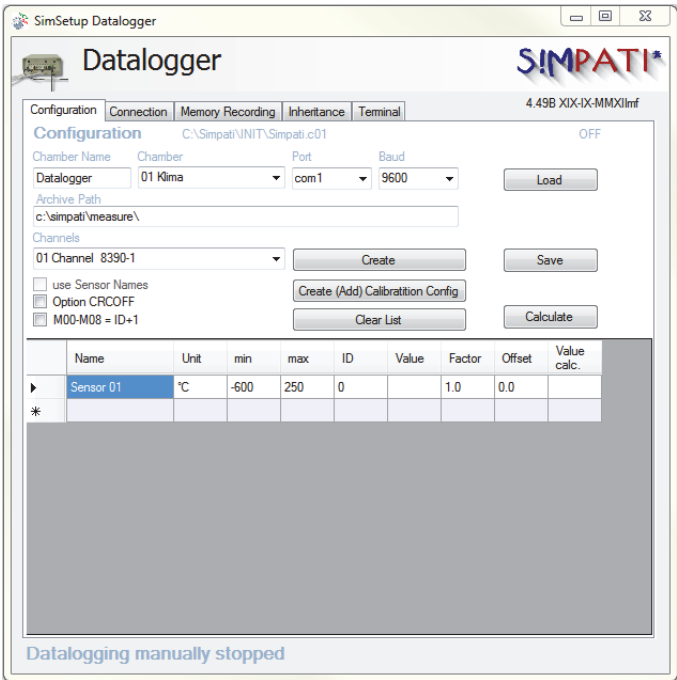 SimSetup Datalogger
Datalogger
S!MPATI*
4.49B XIX-IX-MMXIImf
Configuration Connection Memory Recording Inheritance Terminal
Configuration C:\Simpati\INIT\Simpati.c01 OFF
Chamber Name Chamber Port Baud
Datalogger 01 Klima com1 9600 Load
Archive Path
c:\simpati\measure\
Channels
01 Channel 8390-1 Create Save
use Sensor Names
Create (Add) Calibratition Config
Option CRCOFF
M00-M08 = ID+1 Clear List Calculate
Name Unit min max ID Value Factor Offset Value calc.
Sensor 01 °C -600 250 0 1.0 0.0
Datalogging manually stopped